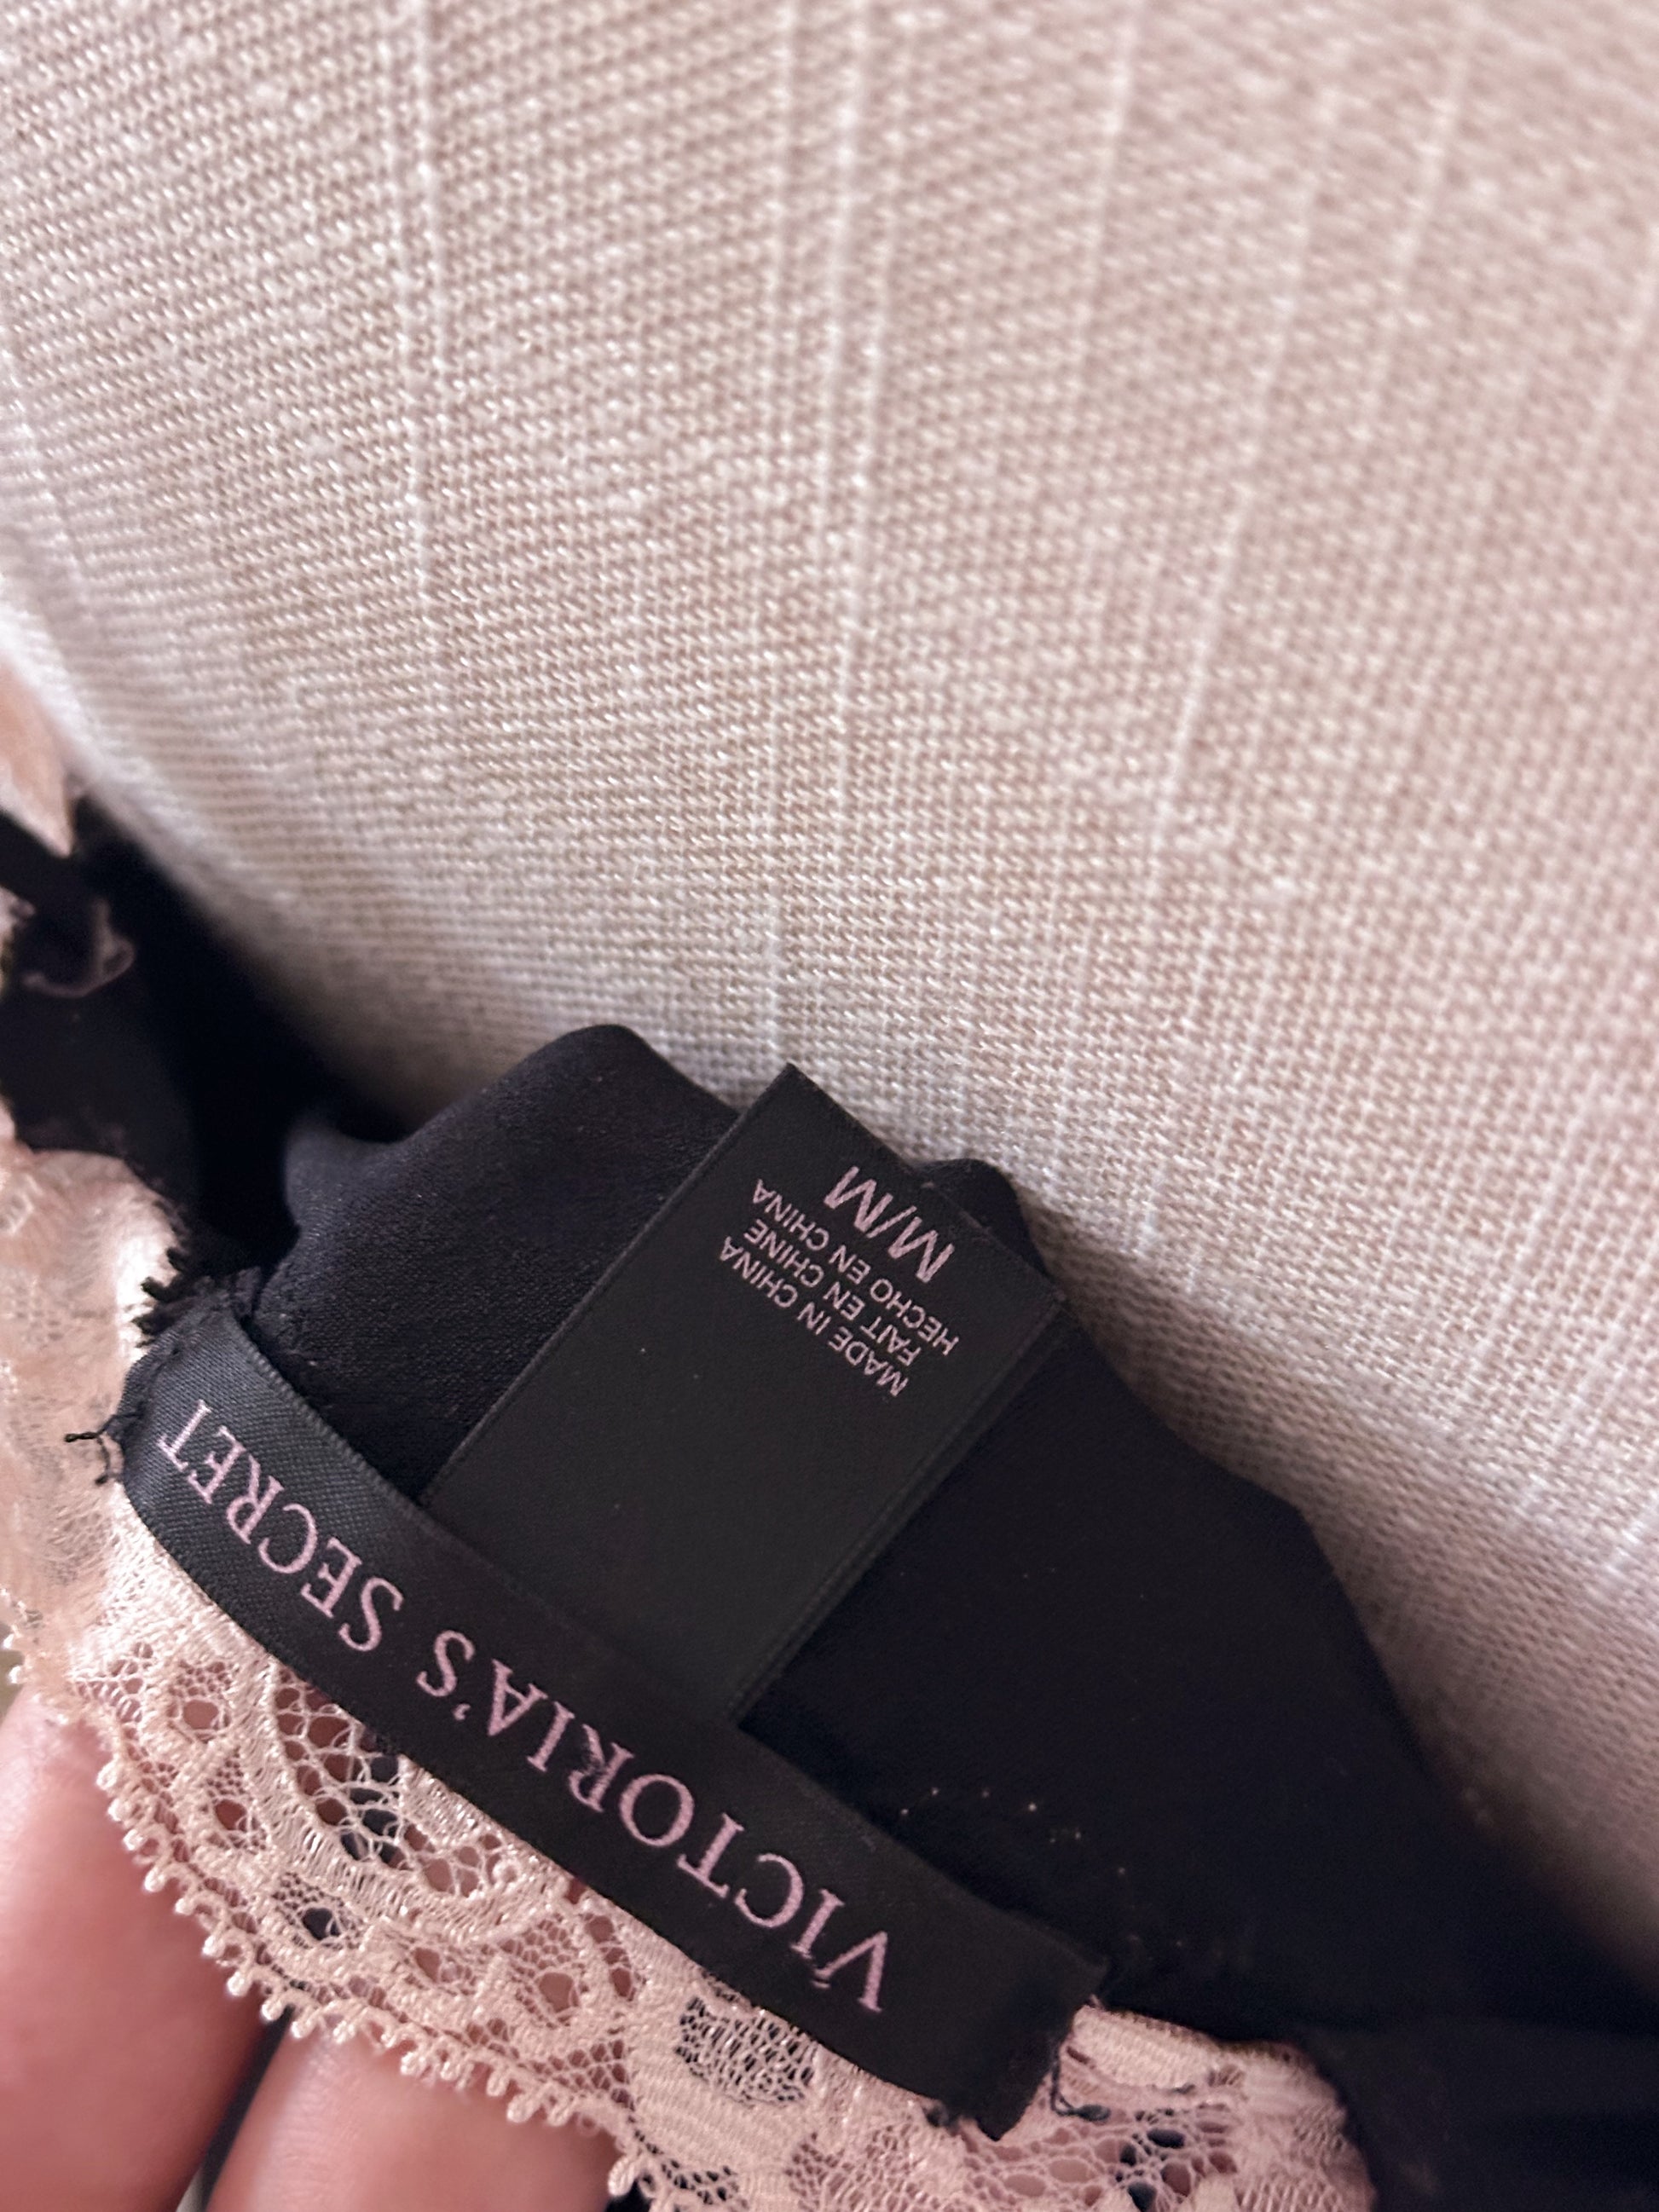 VICTORIA'S SECRET
MADE IN CHINA
FAIT EN CHINE
HECHO EN CHINA
M/M